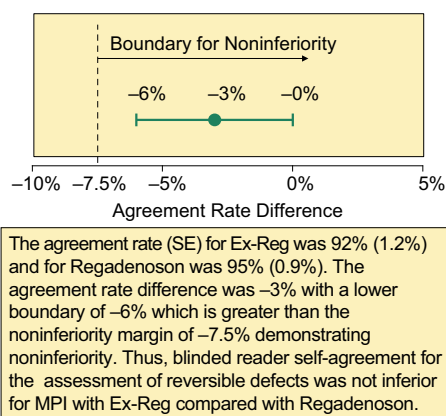 Boundary for Noninferiority
–6% –3% –0%
–10% –7.5% –5% 0% 5%
Agreement Rate Difference
The agreement rate (SE) for Ex-Reg was 92% (1.2%)
and for Regadenoson was 95% (0.9%). The
agreement rate difference was –3% with a lower
boundary of –6% which is greater than the
noninferiority margin of –7.5% demonstrating
noninferiority. Thus, blinded reader self-agreement for
the assessment of reversible defects was not inferior
for MPI with Ex-Reg compared with Regadenoson.